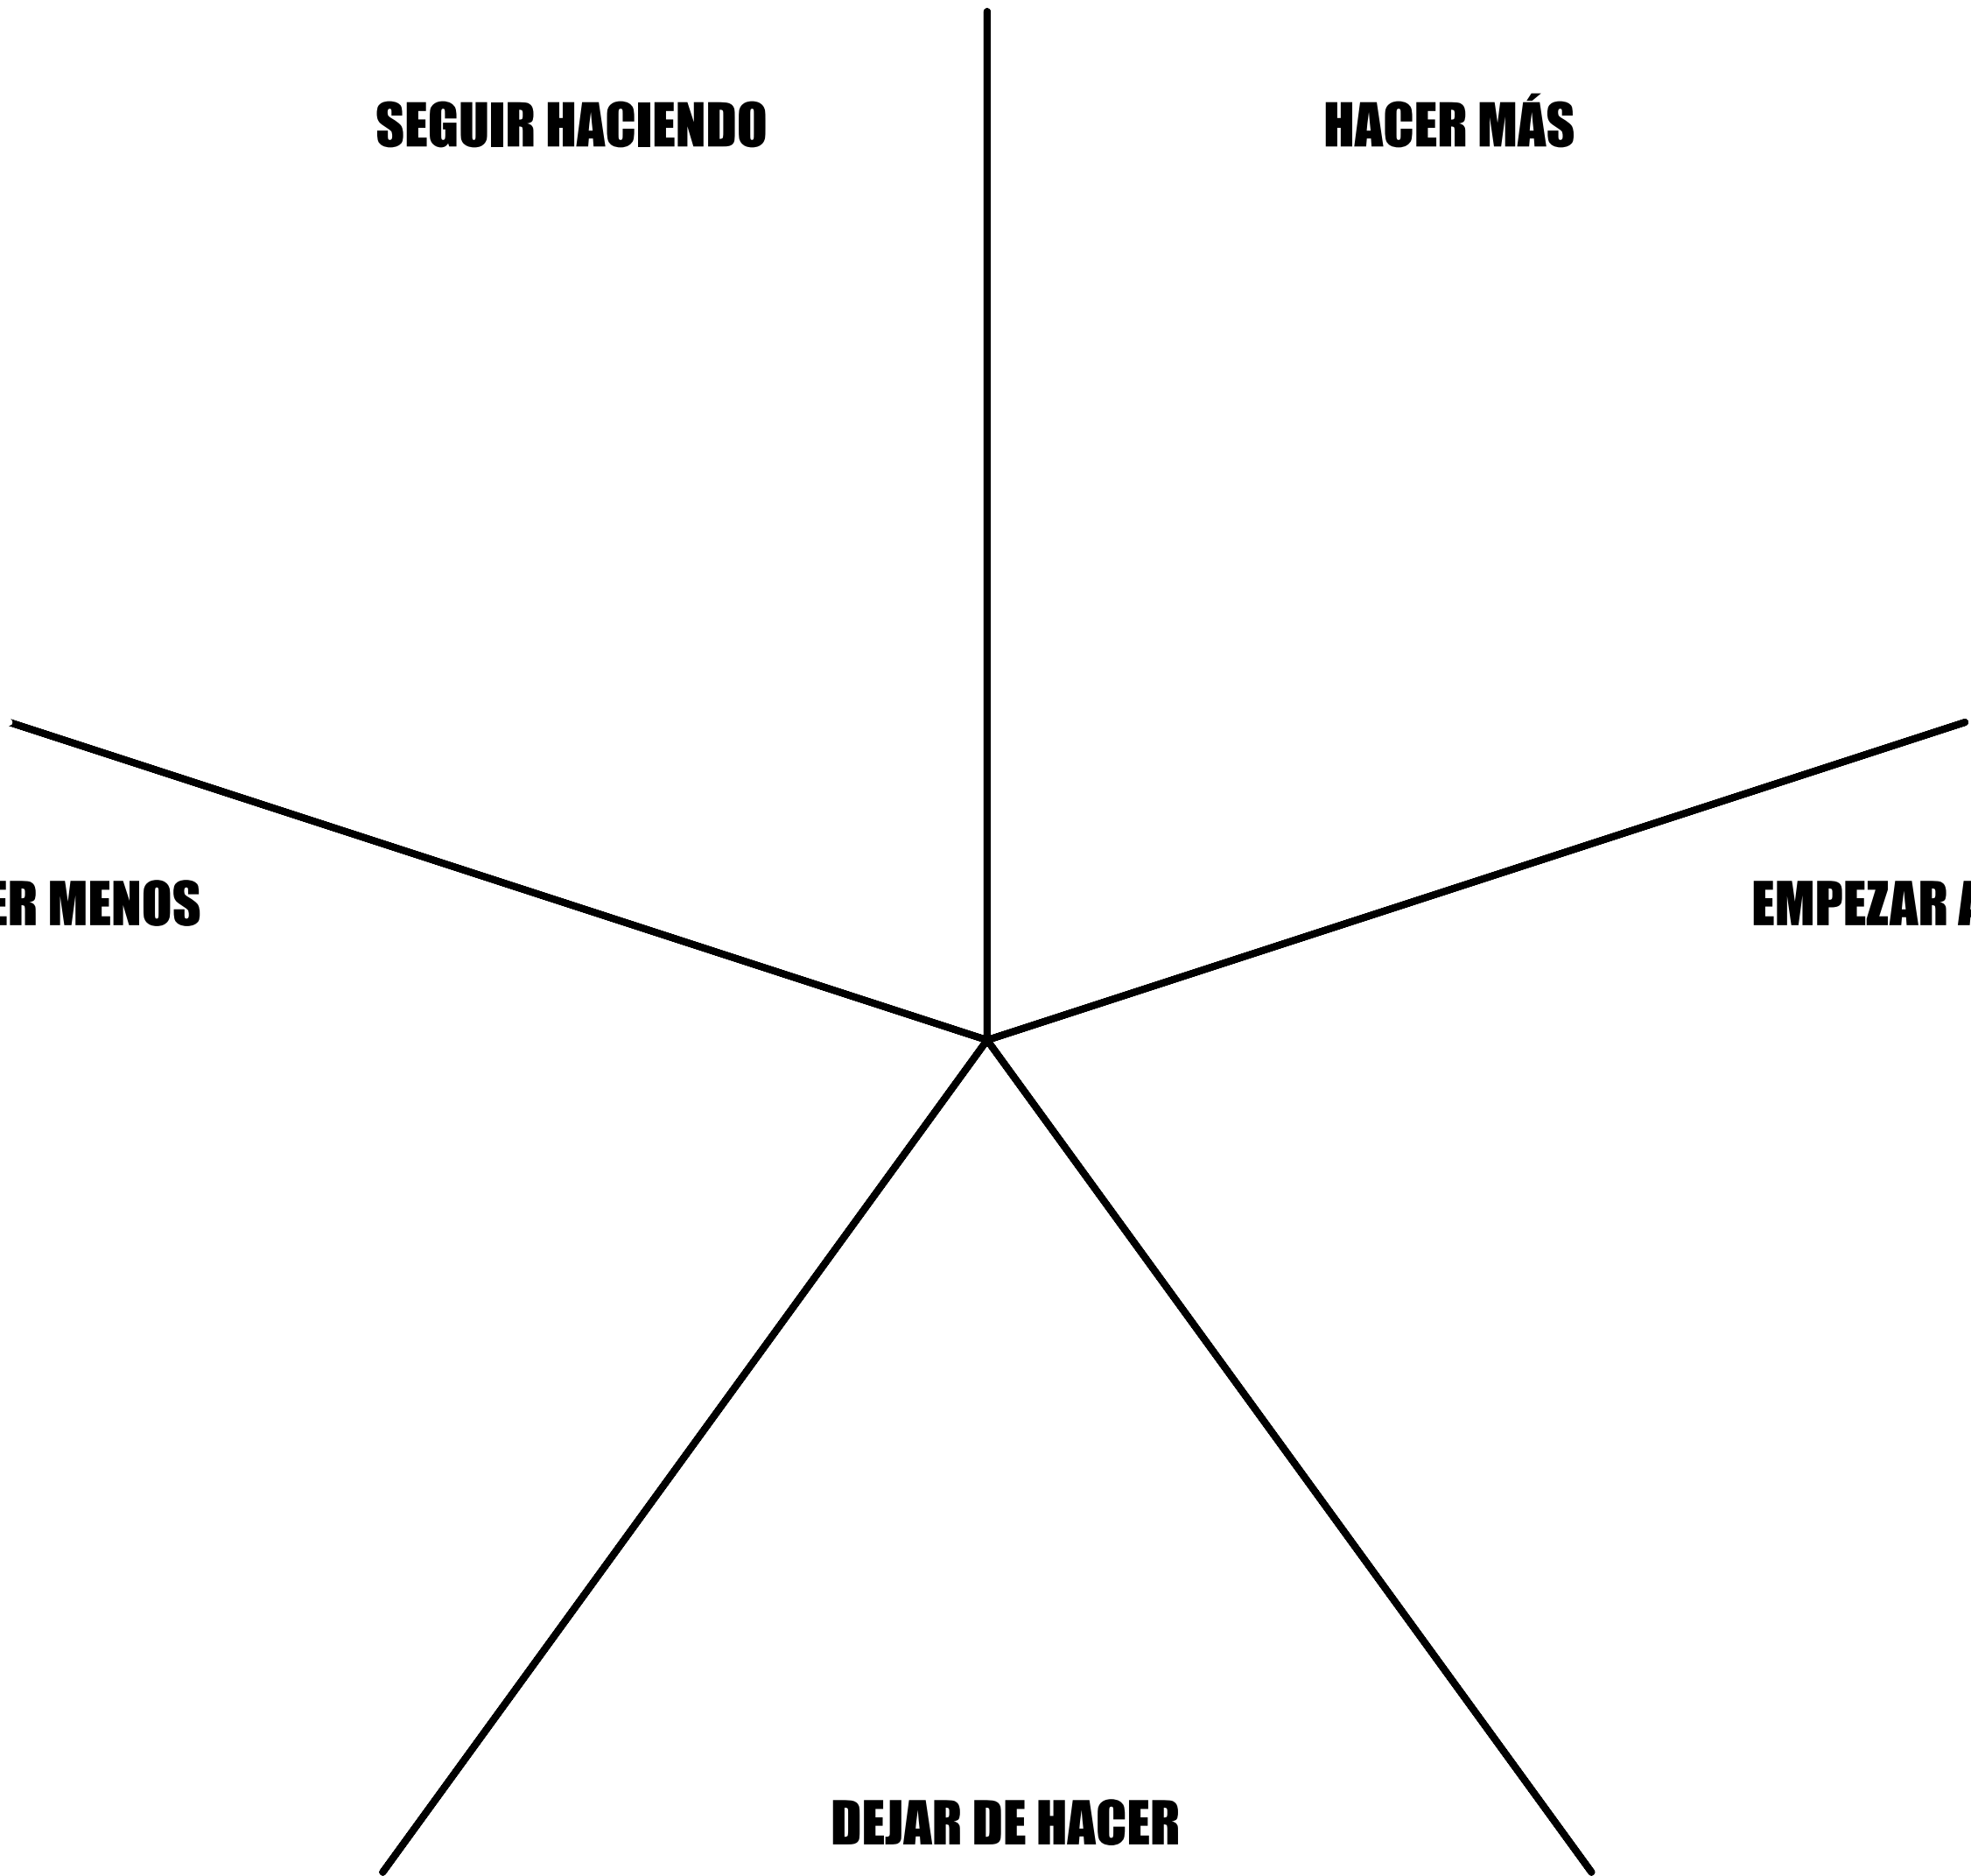 SEGUIR HACIENDO
HACER MÁS
MENOS
EMPEZAR
DEJAR DE HACER